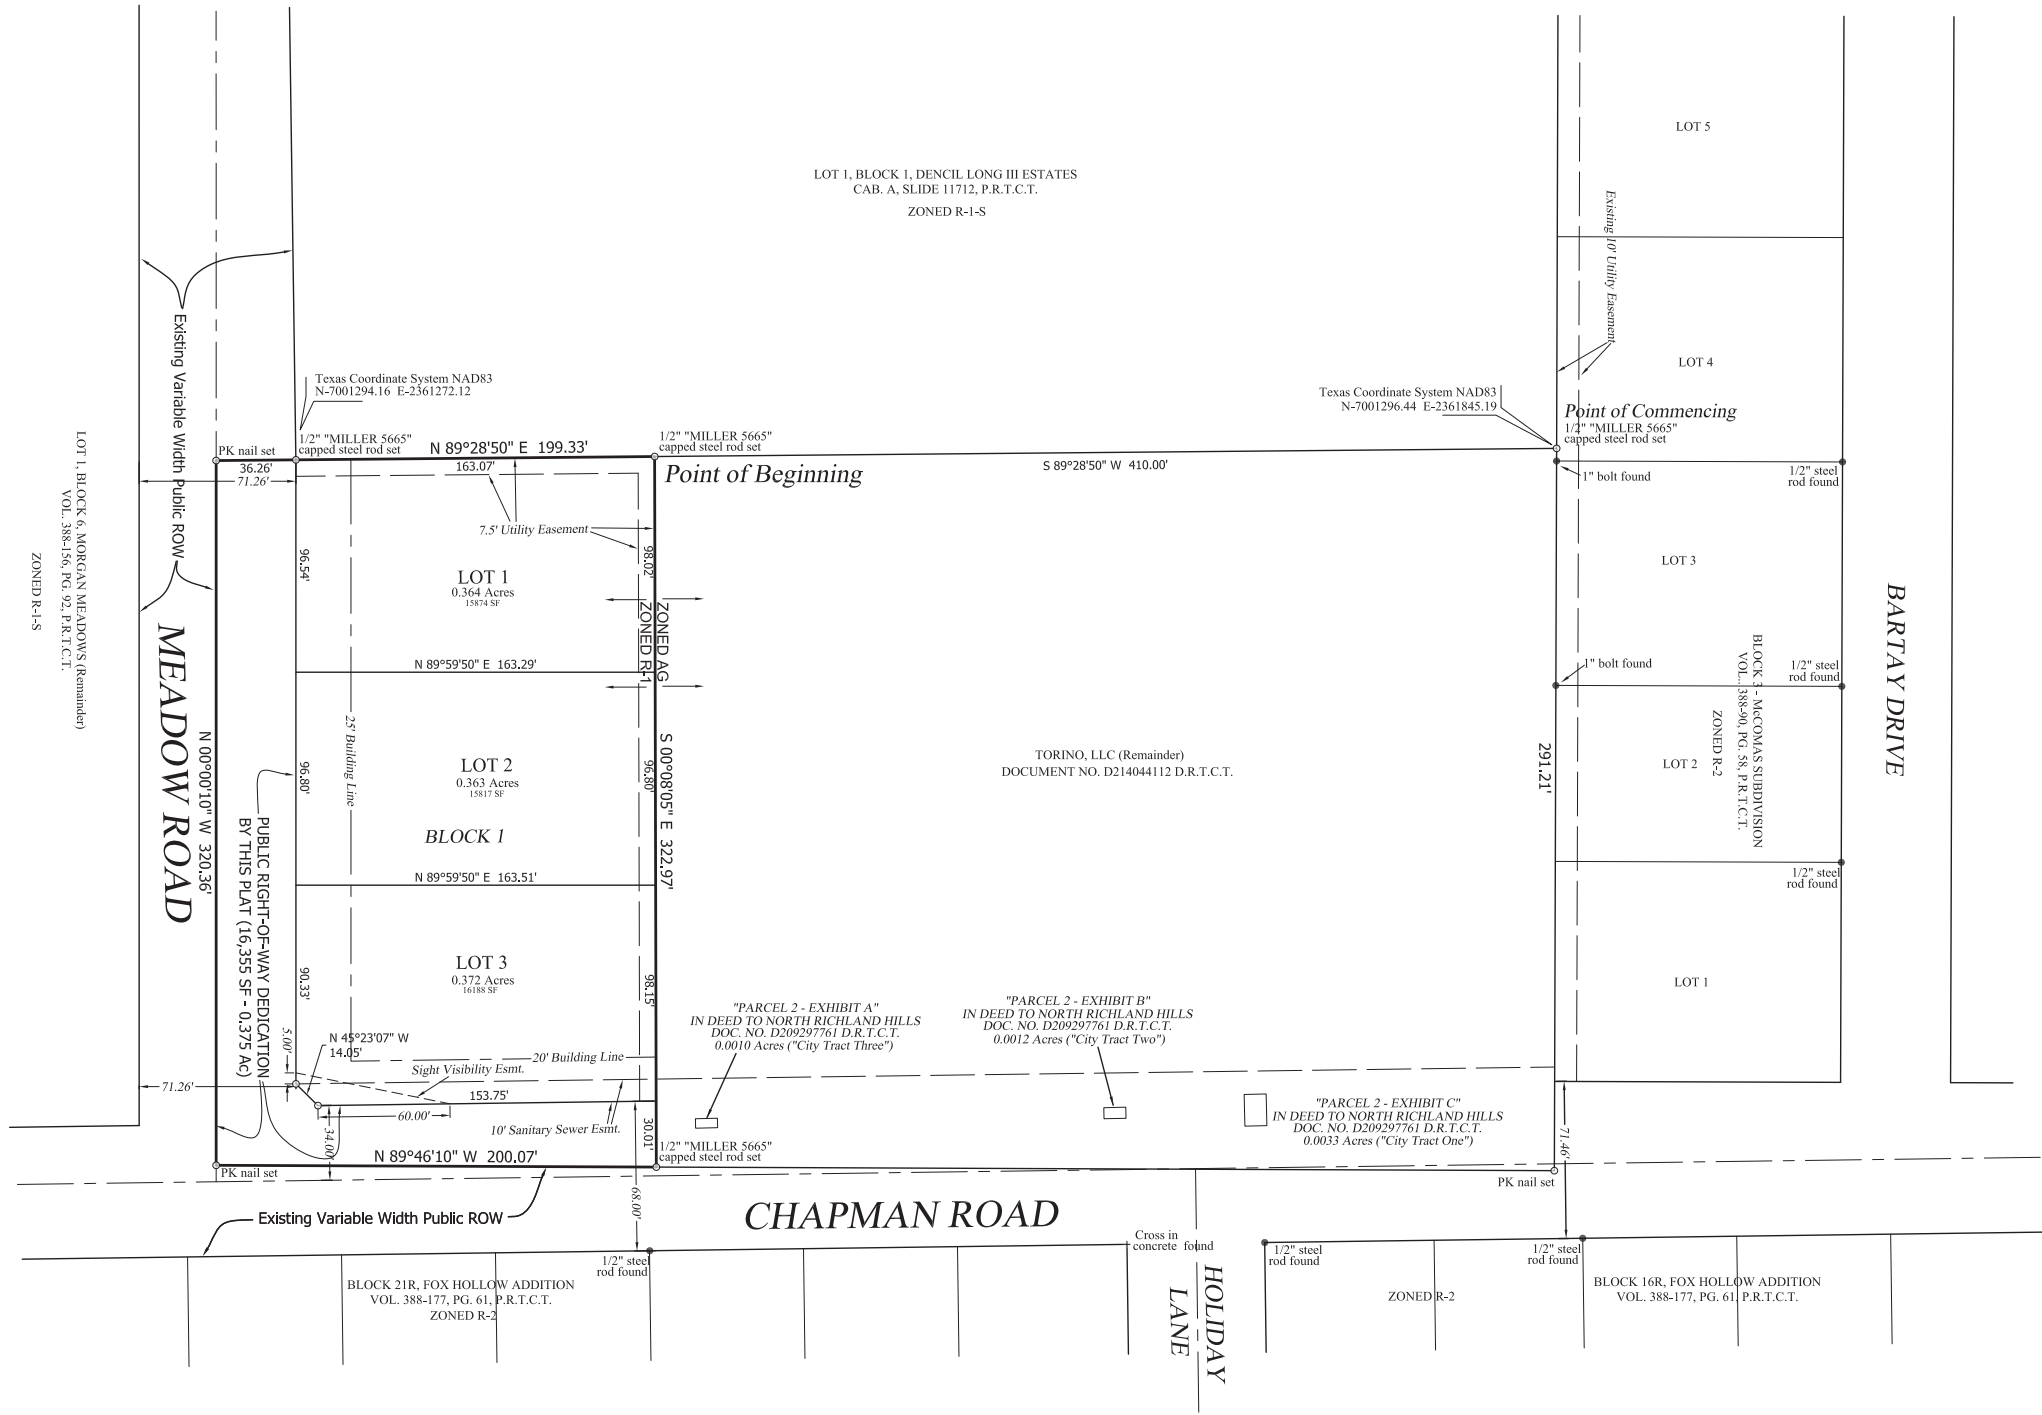 LOT 5
LOT 1, BLOCK 1, DENCIL LONG III ESTATES
CAB. A, SLIDE 11712, P.R.T.C.T.
ZONED R-1-S
Existing 10' Utility Easement
LOT 4
Existing Variable Width Public ROW
Texas Coordinate System NAD83
N-7001294.16 E-2361272.12
Texas Coordinate System NAD83
N-7001296.44 E-2361845.19
Point of Commencing
1/2" "MILLER 5665"
capped steel rod set
PK nail set
1/2" "MILLER 5665"
capped steel rod set
N 89°28'50" E 199.33'
1/2" "MILLER 5665"
capped steel rod set
36.26'
71.26'
163.07'
Point of Beginning
S 89°28'50" W 410.00'
1" bolt found
1/2" steel
rod found
LOT 1, BLOCK 6, MORGAN MEADOWS (Remainder)
VOL. 388-156, PG. 92, P.R.T.C.T.
ZONED R-1-S
7.5' Utility Easement
96.54'
98.02'
LOT 1
0.364 Acres
15874 SF
ZONED AG
ZONED R-1
LOT 3
N 89°59'50" E 163.29'
1" bolt found
1/2" steel
rod found
MEADOW ROAD
N 00°00'10" W 320.36'
25' Building Line
96.80'
LOT 2
0.363 Acres
15817 SF
96.80'
S 00°08'05" E 322.97'
TORINO, LLC (Remainder)
DOCUMENT NO. D214044112 D.R.T.C.T.
291.21'
LOT 2
BLOCK 3 - McCOMAS SUBDIVISION
VOL.. 388-90, PG. 58, P.R.T.C.T.
ZONED R-2
BARTAY DRIVE
BLOCK 1
PUBLIC RIGHT-OF-WAY DEDICATION
BY THIS PLAT (16,355 SF - 0.375 Ac)
N 89°59'50" E 163.51'
1/2" steel
rod found
LOT 3
0.372 Acres
16188 SF
90.33'
98.15'
LOT 1
"PARCEL 2 - EXHIBIT A"
IN DEED TO NORTH RICHLAND HILLS
DOC. NO. D209297761 D.R.T.C.T.
0.0010 Acres ("City Tract Three")
"PARCEL 2 - EXHIBIT B"
IN DEED TO NORTH RICHLAND HILLS
DOC. NO. D209297761 D.R.T.C.T.
0.0012 Acres ("City Tract Two")
5.00'
N 45°23'07" W
14.05'
20' Building Line
Sight Visibility Esmt.
71.26'
153.75'
60.00'
10' Sanitary Sewer Esmt.
34.00'
30.01'
"PARCEL 2 - EXHIBIT C"
IN DEED TO NORTH RICHLAND HILLS
DOC. NO. D209297761 D.R.T.C.T.
0.0033 Acres ("City Tract One")
71.46'
N 89°46'10" W 200.07'
1/2" "MILLER 5665"
capped steel rod set
PK nail set
PK nail set
68.00'
Existing Variable Width Public ROW
CHAPMAN ROAD
Cross in
concrete found
1/2" steel
rod found
1/2" steel
rod found
1/2" steel
rod found
BLOCK 21R, FOX HOLLOW ADDITION
VOL. 388-177, PG. 61, P.R.T.C.T.
ZONED R-2
HOLIDAY
LANE
ZONED R-2
BLOCK 16R, FOX HOLLOW ADDITION
VOL. 388-177, PG. 61, P.R.T.C.T.